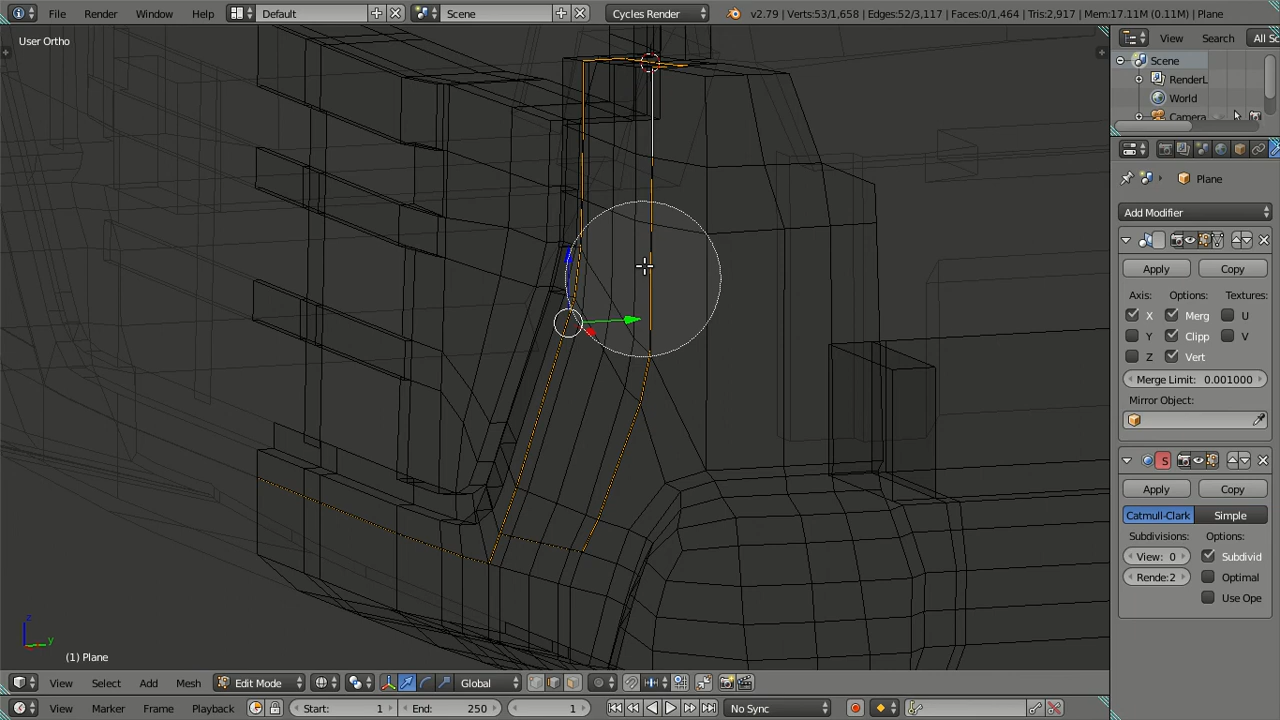 File Render Window Help Default Scene Cycles Render v2.79 | Verts:53/1,658 | Edges:52/3,117 | Faces:0/1,464 | Tris:2,917 | Mem:17.11M (0.11M) | Plane
User Ortho
View Search All Sc
Scene
RenderL
World
Camera
Plane
Add Modifier
Apply Copy
Axis: Options: Textures:
X Merg U
Y Clipp V
Z Vert
Merge Limit: 0.001000
Mirror Object:
S
Apply Copy
Catmull-Clark Simple
Subdivisions: Options:
View: 0 Subdivid
Rende:2 Optimal
Use Ope
z
y
(1) Plane
View Select Add Mesh Edit Mode Global
View Marker Frame Playback Start: 1 End: 250 1 No Sync